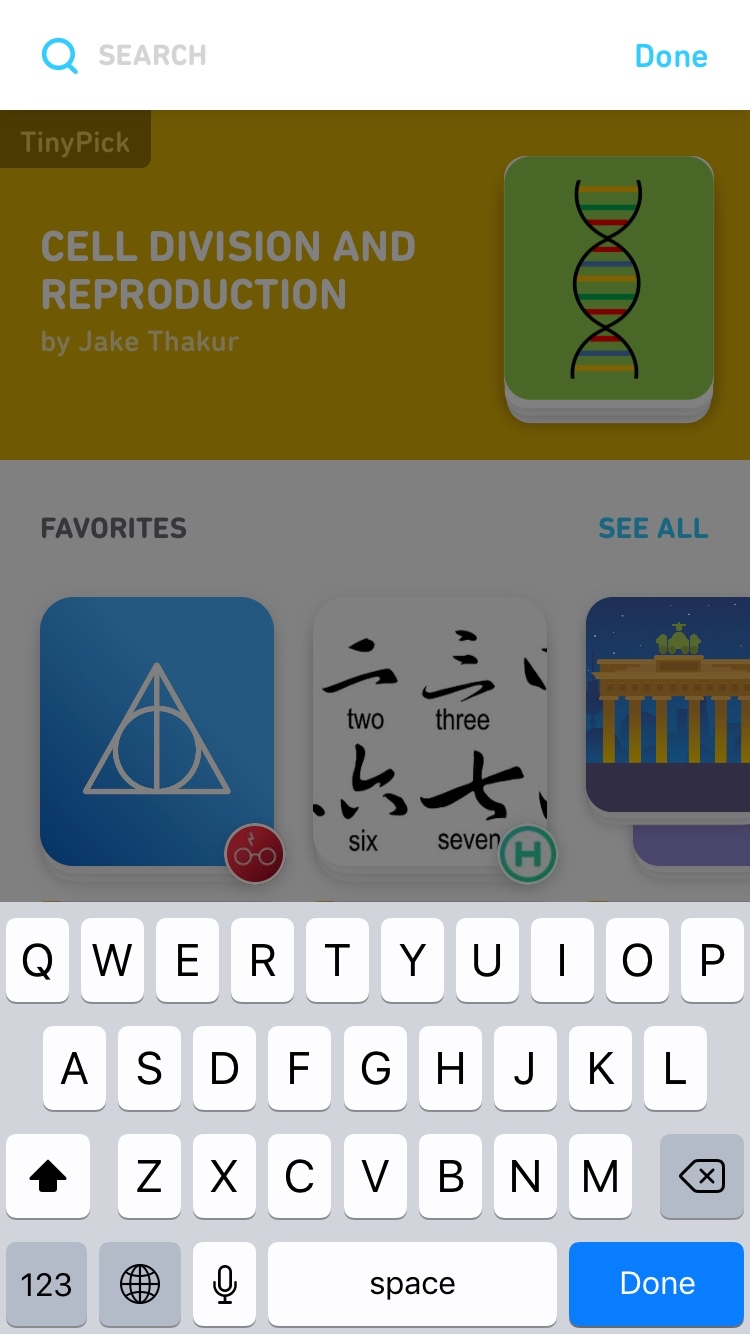 SEARCH
Done
TinyPick
CELL DIVISION AND
REPRODUCTION
by Jake Thakur
FAVORITES
SEE ALL
二 三
two three
六 七
six seven
H
Q W E R T Y U I O P
A S D F G H J K L
Z X C V B N M
123 space Done